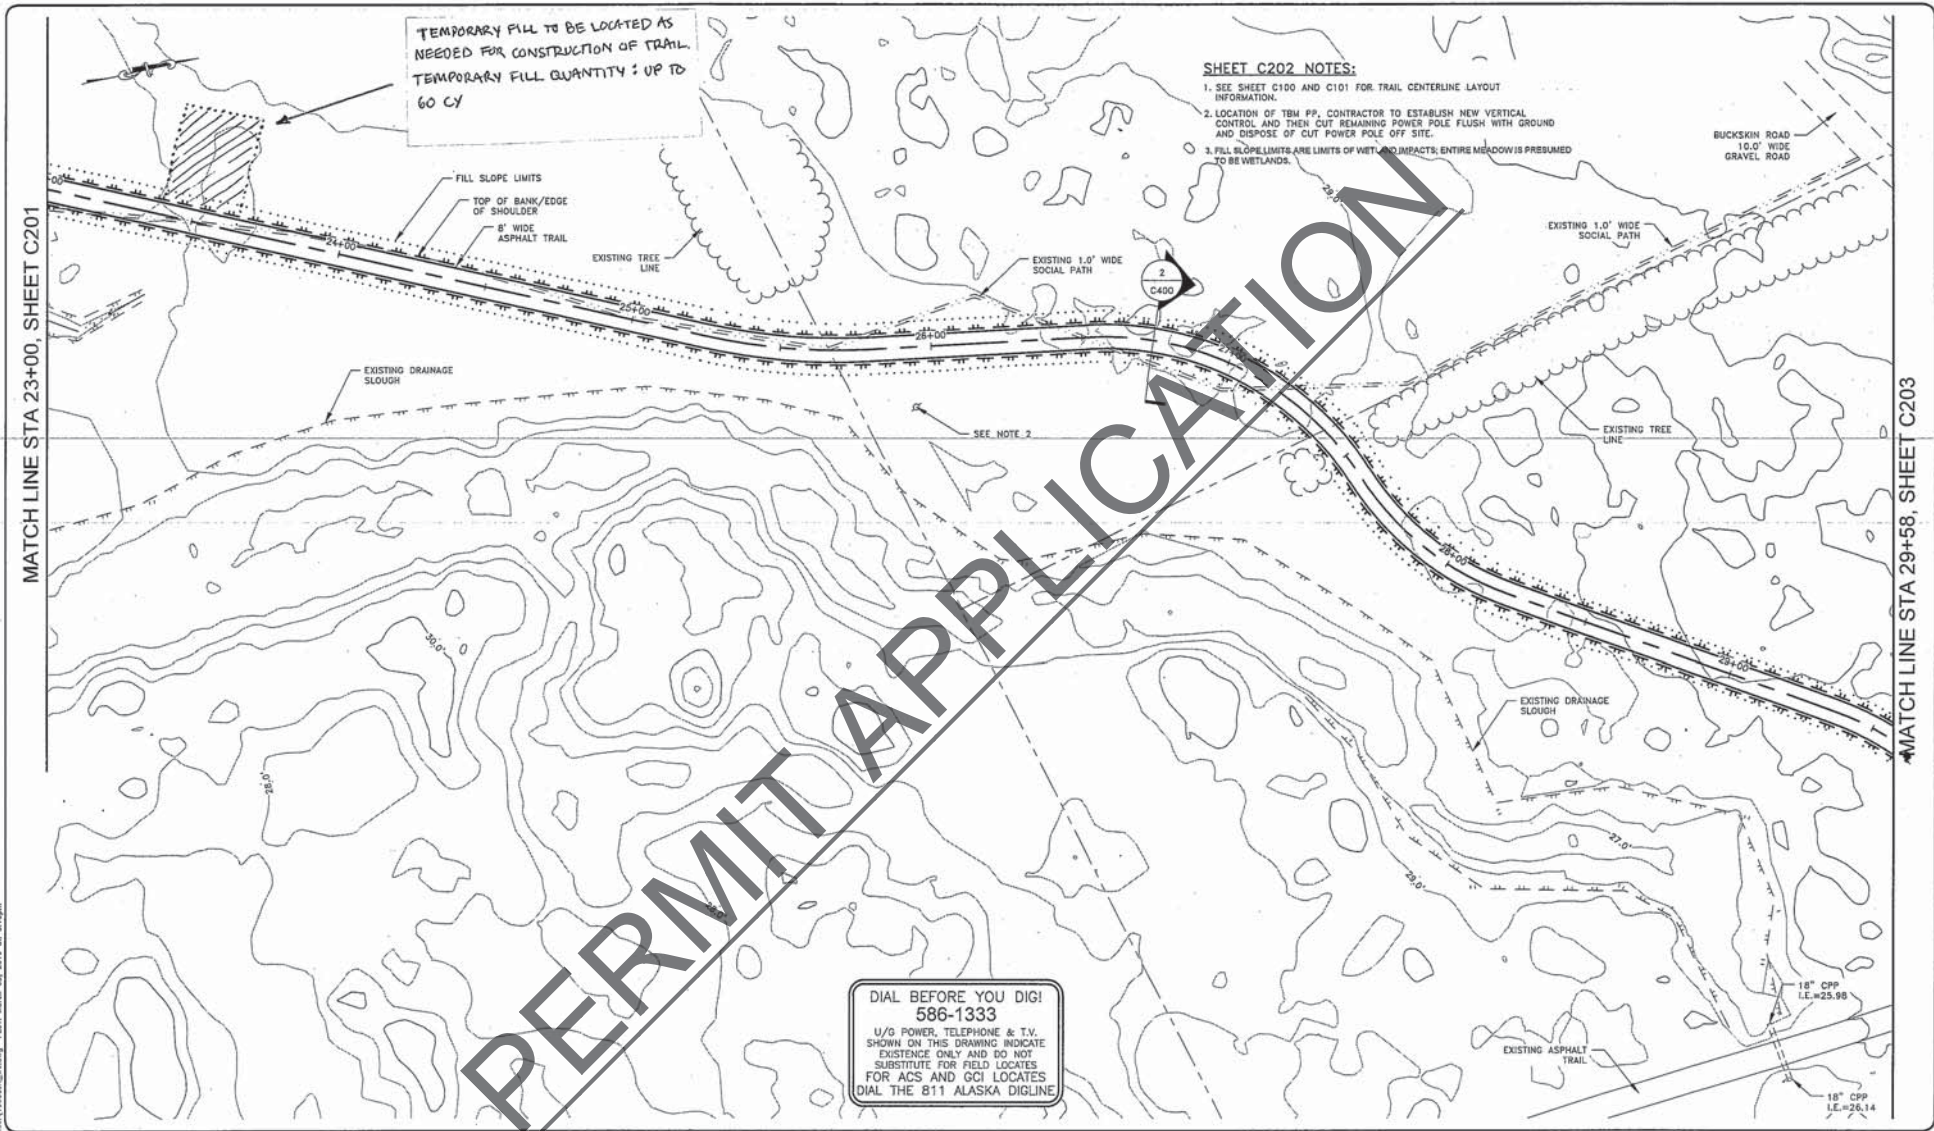 TEMPORARY FILL TO BE LOCATED AS
NEEDED FOR CONSTRUCTION OF TRAIL.
TEMPORARY FILL QUANTITY : UP TO
60 CY
SHEET C202 NOTES:
1. SEE SHEET C100 AND C101 FOR TRAIL CENTERLINE LAYOUT
INFORMATION.
2. LOCATION OF TBM PP, CONTRACTOR TO ESTABLISH NEW VERTICAL
CONTROL AND THEN CUT REMAINING POWER POLE FLUSH WITH GROUND
AND DISPOSE OF CUT POWER POLE OFF SITE.
3. FILL SLOPE LIMITS ARE LIMITS OF WETLAND IMPACTS; ENTIRE MEADOW IS PRESUMED
TO BE WETLANDS.
BUCKSKIN ROAD
10.0' WIDE
GRAVEL ROAD
MATCH LINE STA 23+00, SHEET C201
FILL SLOPE LIMITS
TOP OF BANK/EDGE
OF SHOULDER
8' WIDE
ASPHALT TRAIL
EXISTING TREE
LINE
EXISTING 1.0' WIDE
SOCIAL PATH
2
C400
29.0'
EXISTING 1.0' WIDE
SOCIAL PATH
00
24+00
25+00
26+00
27+00
28+00
29+00
EXISTING DRAINAGE
SLOUGH
SEE NOTE 2
EXISTING TREE
LINE
MATCH LINE STA 29+58, SHEET C203
30.0'
28.0'
28.0'
EXISTING DRAINAGE
SLOUGH
27.0'
29.0'
PERMIT APPLICATION
DIAL BEFORE YOU DIG!
586-1333
U/G POWER, TELEPHONE & T.V.
SHOWN ON THIS DRAWING INDICATE
EXISTENCE ONLY AND DO NOT
SUBSTITUTE FOR FIELD LOCATES
FOR ACS AND GCI LOCATES
DIAL THE 811 ALASKA DIGLINE
18" CPP
I.E.=25.98
EXISTING ASPHALT
TRAIL
18" CPP
I.E.=26.14